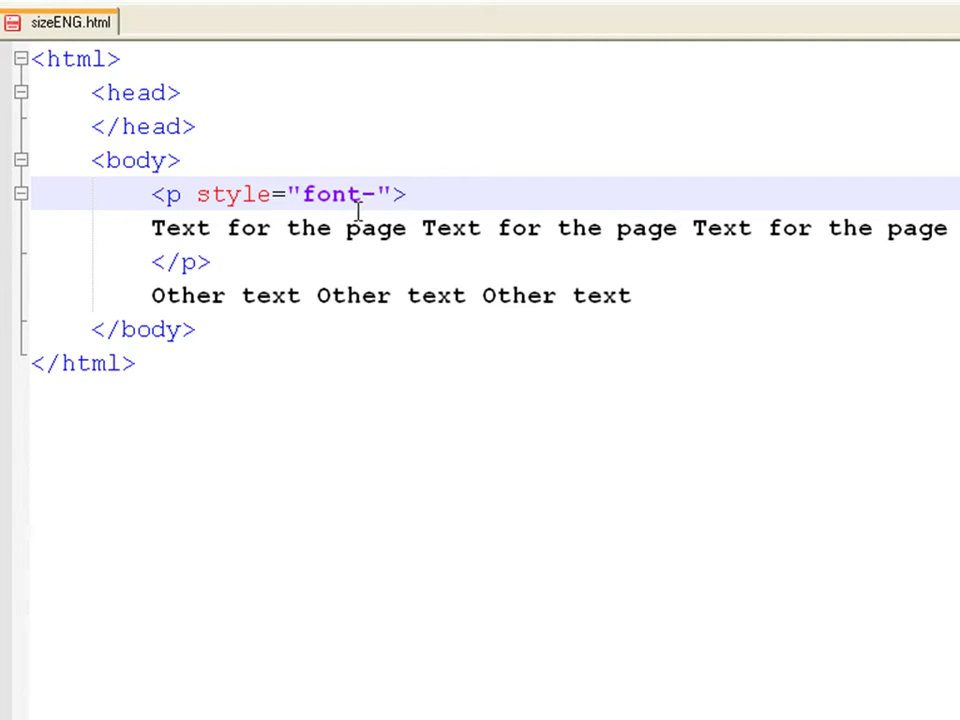 sizeENG.html
<html>
<head>
</head>
<body>
<p style="font-">
Text for the page Text for the page Text for the page
</p>
Other text Other text Other text
</body>
</html>